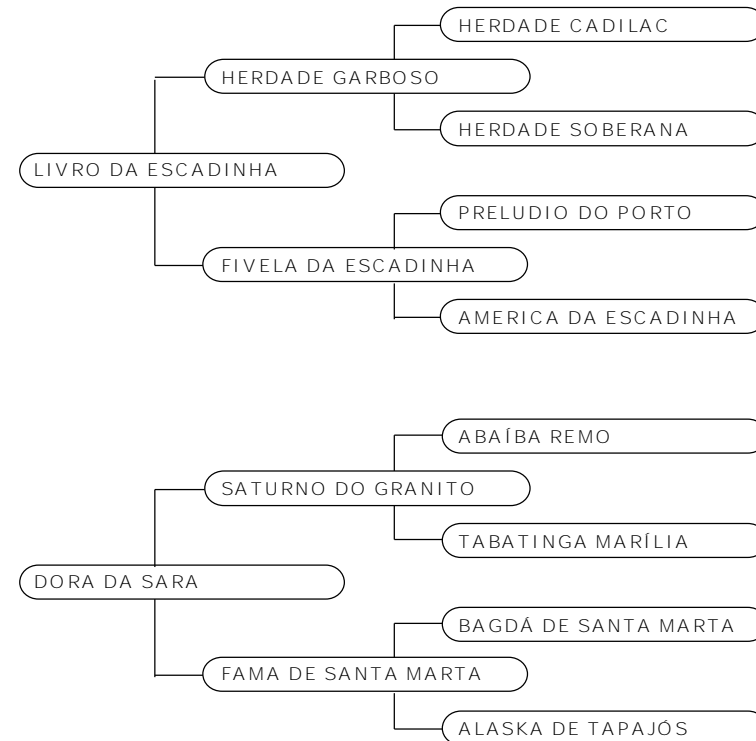 HERDADE CADILAC
HERDADE GARBOSO
HERDADE SOBERANA
LIVRO DA ESCADINHA
PRELUDIO DO PORTO
FIVELA DA ESCADINHA
AMERICA DA ESCADINHA
ABAÍBA REMO
SATURNO DO GRANITO
TABATINGA MARÍLIA
DORA DA SARA
BAGDÁ DE SANTA MARTA
FAMA DE SANTA MARTA
ALASKA DE TAPAJÓS